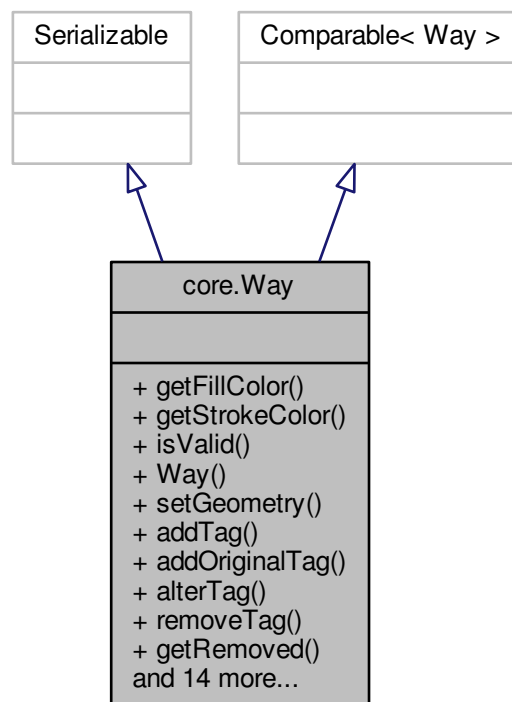 Serializable
Comparable< Way >
core.Way
+ getFillColor()
+ getStrokeColor()
+ isValid()
+ Way()
+ setGeometry()
+ addTag()
+ addOriginalTag()
+ alterTag()
+ removeTag()
+ getRemoved()
and 14 more...